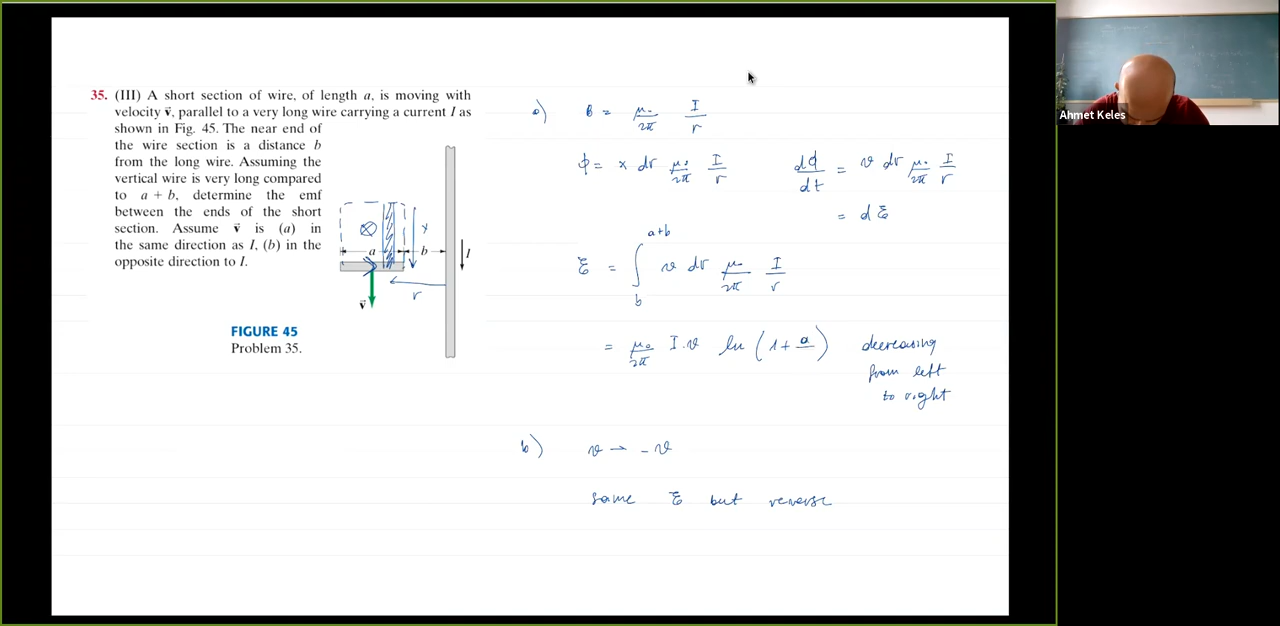 35. (III) A short section of wire, of length a, is moving with
velocity v⃗, parallel to a very long wire carrying a current I as
shown in Fig. 45. The near end of
the wire section is a distance b
from the long wire. Assuming the
vertical wire is very long compared
to a + b, determine the emf
between the ends of the short
section. Assume v⃗ is (a) in
the same direction as I, (b) in the
opposite direction to I.
x
a
b
I
r
v⃗
FIGURE 45
Problem 35.
a) B = μ₀/2π I/r
ϕ = x dr μ₀/2π I/r
dϕ/dt = v dr μ₀/2π I/r
= dℰ
ℰ = ∫_b^{a+b} v dr μ₀/2π I/r
= μ₀/2π I.v ln (1 + a) decreasing
from left
to right
b) v → -v
same ℰ but reverse
Ahmet Keles